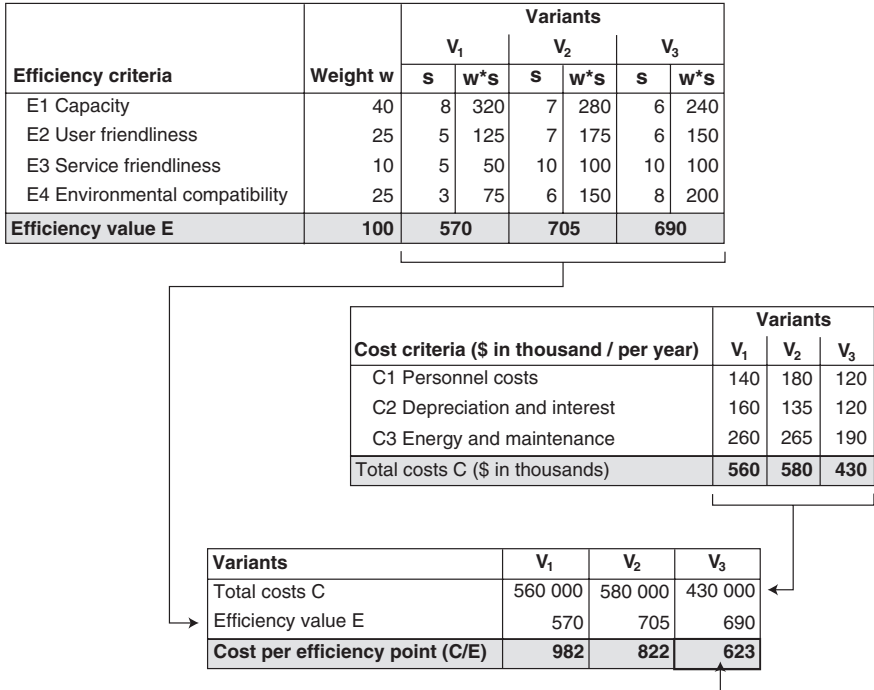 Variants
V₁ V₂ V₃
Efficiency criteria Weight w s w*s s w*s s w*s
E1 Capacity 40 8 320 7 280 6 240
E2 User friendliness 25 5 125 7 175 6 150
E3 Service friendliness 10 5 50 10 100 10 100
E4 Environmental compatibility 25 3 75 6 150 8 200
Efficiency value E 100 570 705 690
Variants
Cost criteria ($ in thousand / per year) V₁ V₂ V₃
C1 Personnel costs 140 180 120
C2 Depreciation and interest 160 135 120
C3 Energy and maintenance 260 265 190
Total costs C ($ in thousands) 560 580 430
Variants V₁ V₂ V₃
Total costs C 560 000 580 000 430 000
Efficiency value E 570 705 690
Cost per efficiency point (C/E) 982 822 623